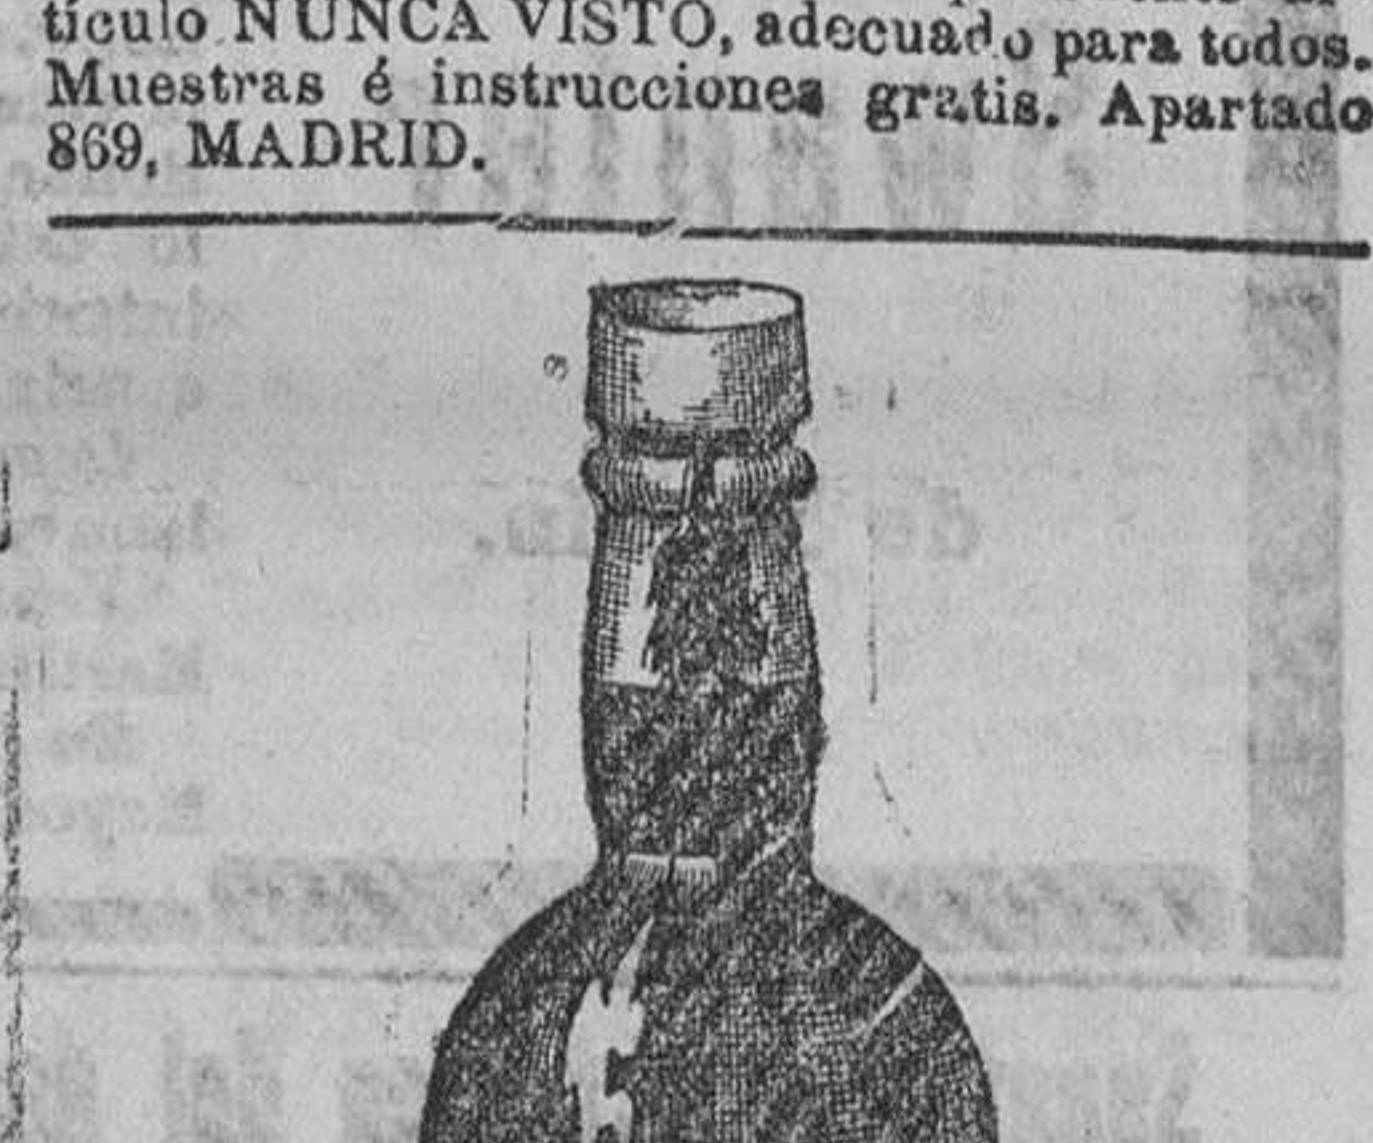 tículo NUNCA VISTO, adecuado para todos.
Muestras é instrucciones gratis. Apartado
869, MADRID.